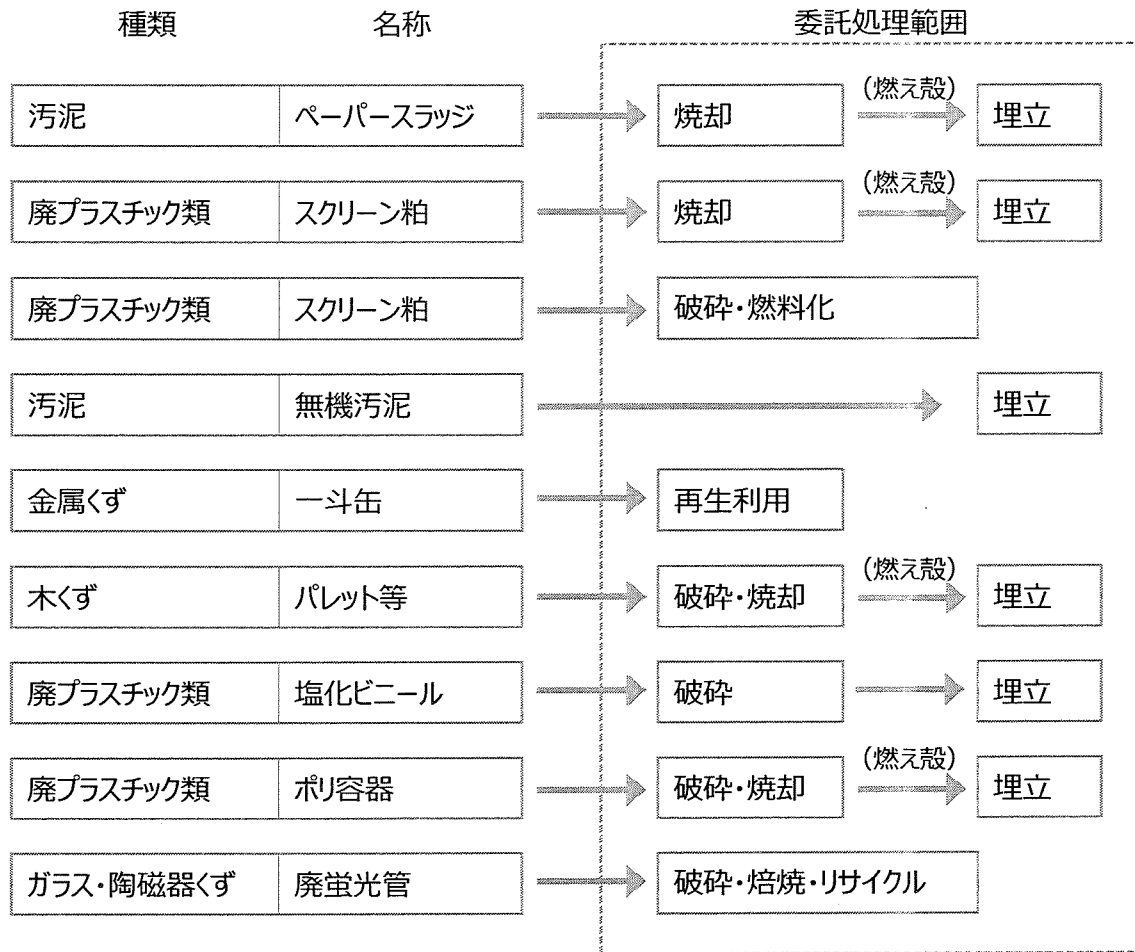 種類 名称 委託処理範囲
汚泥 ペーパースラッジ 焼却 (燃え殻) 埋立
廃プラスチック類 スクリーン粕 焼却 (燃え殻) 埋立
廃プラスチック類 スクリーン粕 破砕・燃料化
汚泥 無機汚泥 埋立
金属くず 一斗缶 再生利用
木くず パレット等 破砕・焼却 (燃え殻) 埋立
廃プラスチック類 塩化ビニール 破砕 埋立
廃プラスチック類 ポリ容器 破砕・焼却 (燃え殻) 埋立
ガラス・陶磁器くず 廃蛍光管 破砕・焙焼・リサイクル